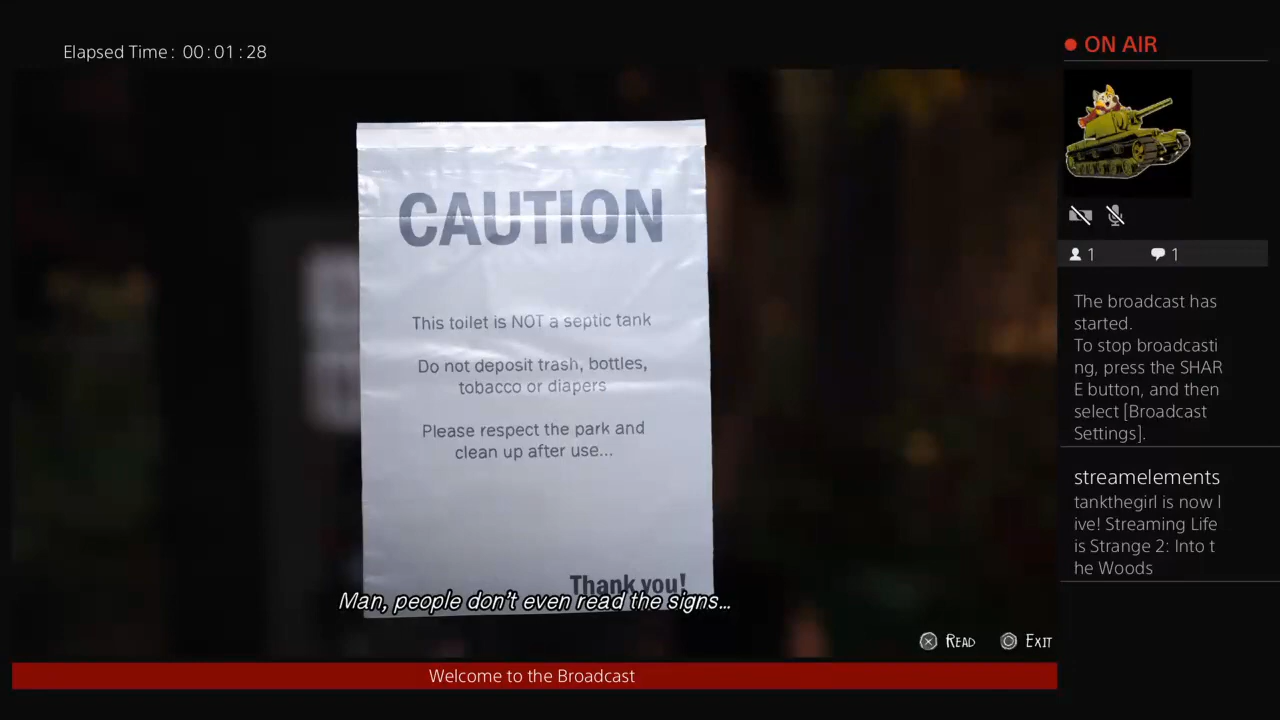 Elapsed Time: 00:01:28
ON AIR
CAUTION
This toilet is NOT a septic tank
Do not deposit trash, bottles,
tobacco or diapers
Please respect the park and
clean up after use...
Thank you!
Man, people don't even read the signs...
READ
EXIT
Welcome to the Broadcast
1
1
The broadcast has
started.
To stop broadcasti
ng, press the SHAR
E button, and then
select [Broadcast
Settings].
streamelements
tankthegirl is now l
ive! Streaming Life
is Strange 2: Into t
he Woods